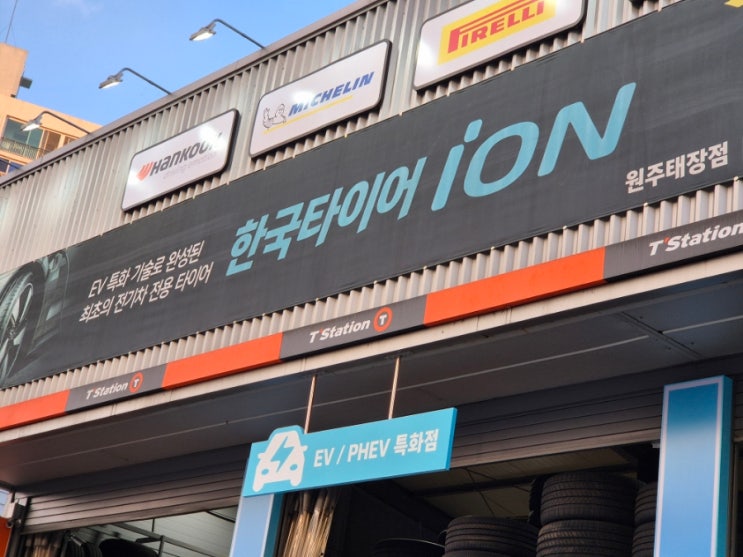 PIRELLI
MICHELIN
HANKOOK
EV 특화 기술로 완성된
최초의 전기차 전용 타이어
한국타이어 iON
원주태장점
T'Station
T'Station T
T'Station T
EV / PHEV 특화점